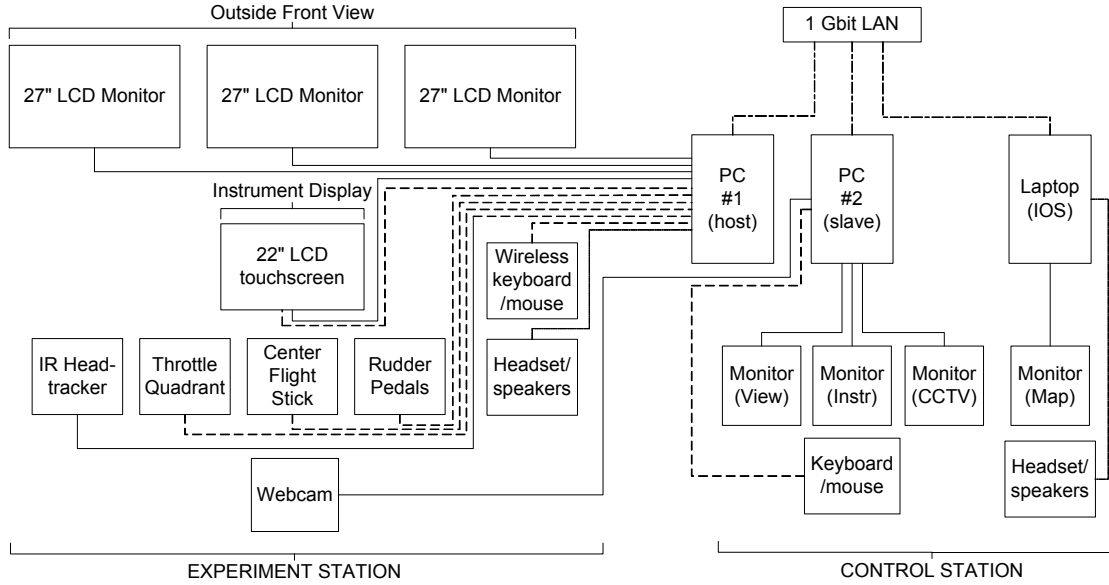 Outside Front View
1 Gbit LAN
27" LCD Monitor
27" LCD Monitor
27" LCD Monitor
PC
#1
(host)
PC
#2
(slave)
Laptop
(IOS)
Instrument Display
22" LCD
touchscreen
Wireless
keyboard
/mouse
IR Head-
tracker
Throttle
Quadrant
Center
Flight
Stick
Rudder
Pedals
Headset/
speakers
Monitor
(View)
Monitor
(Instr)
Monitor
(CCTV)
Monitor
(Map)
Webcam
Keyboard
/mouse
Headset/
speakers
EXPERIMENT STATION
CONTROL STATION